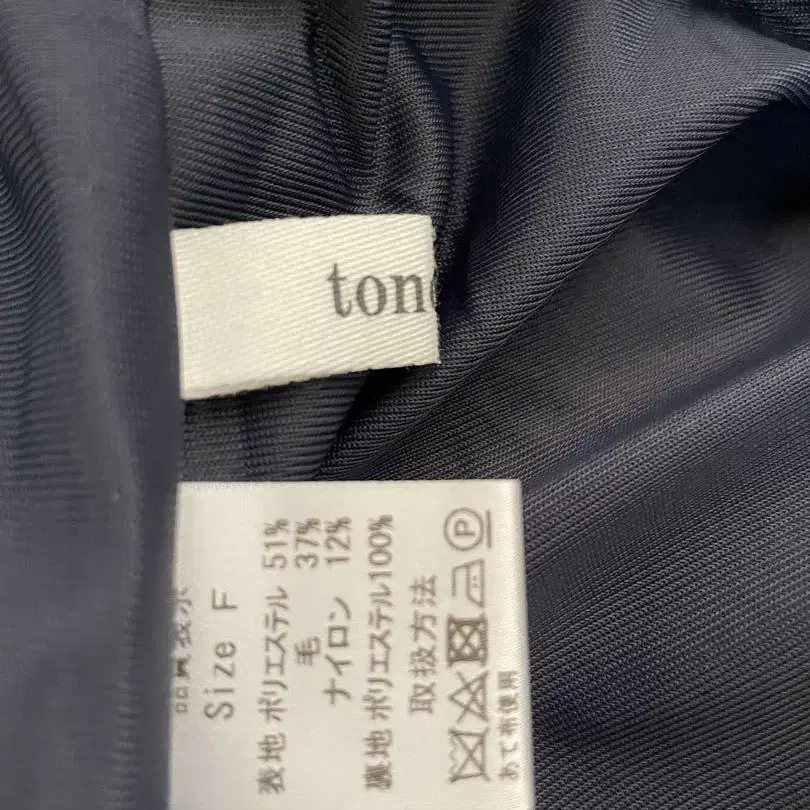 ton
品質表示
Size F
表地 ポリエステル 51%
毛 37%
ナイロン 12%
裏地 ポリエステル100%
取扱方法
P
あて布使用